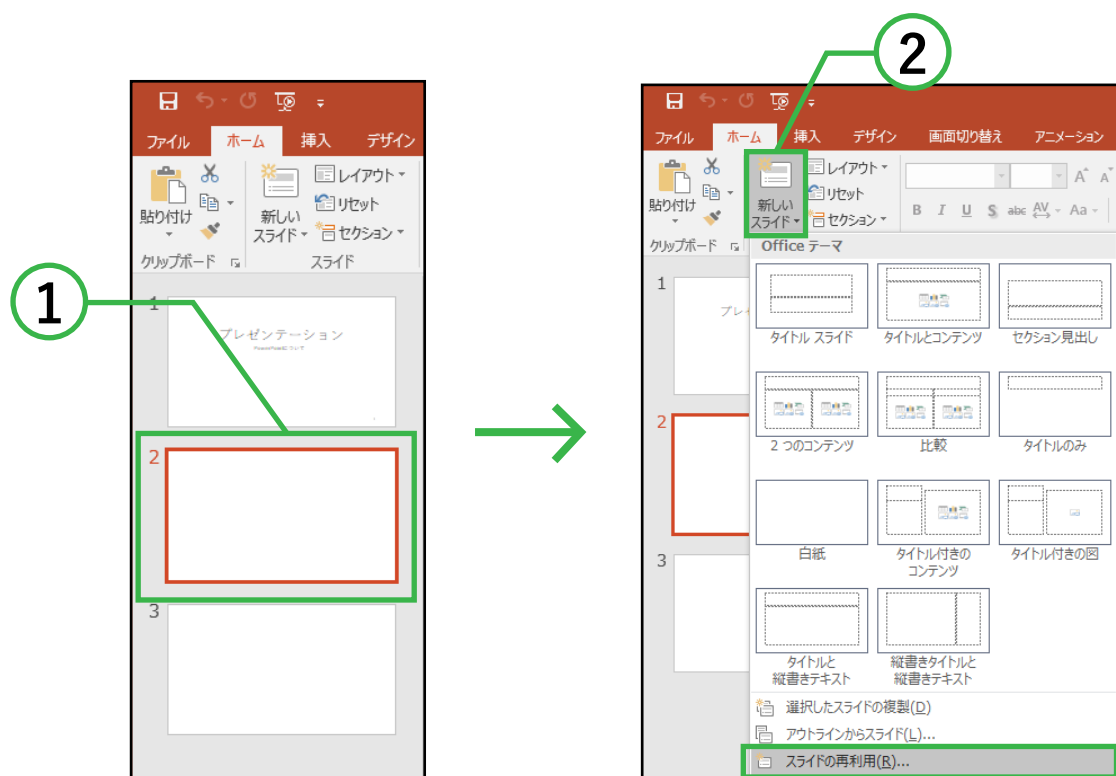 2
ファイル ホーム 挿入 デザイン
貼り付け
新しい
スライド
レイアウト
リセット
セクション
クリップボード スライド
1
1
プレゼンテーション
2
3
ファイル ホーム 挿入 デザイン 画面切り替え アニメーション
貼り付け
新しい
スライド
レイアウト
リセット
セクション
B I U S abc AV Aa
A A
クリップボード
Office テーマ
1
プレ
2
3
タイトル スライド タイトルとコンテンツ セクション見出し
2 つのコンテンツ 比較 タイトルのみ
白紙 タイトル付きの タイトル付きの図
コンテンツ
タイトルと 縦書きタイトルと
縦書きテキスト 縦書きテキスト
選択したスライドの複製(D)
アウトラインからスライド(L)...
スライドの再利用(R)...